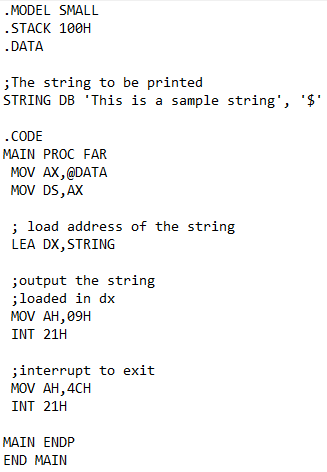 .MODEL SMALL
.STACK 100H
.DATA
;The string to be printed
STRING DB 'This is a sample string', '$'
.CODE
MAIN PROC FAR
MOV AX,@DATA
MOV DS,AX
; load address of the string
LEA DX,STRING
;output the string
;loaded in dx
MOV AH,09H
INT 21H
;interrupt to exit
MOV AH,4CH
INT 21H
MAIN ENDP
END MAIN